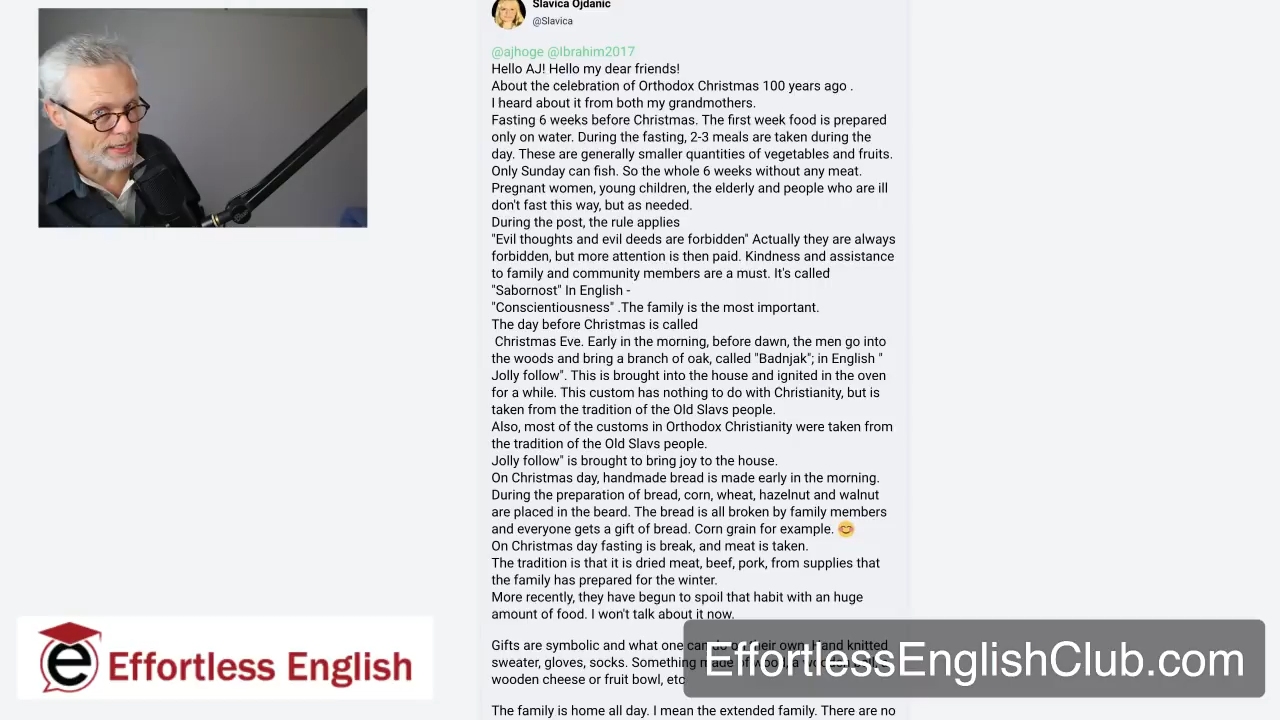 Slavica Ojdanic
@Slavica
@ajhoge @Ibrahim2017
Hello AJ! Hello my dear friends!
About the celebration of Orthodox Christmas 100 years ago .
I heard about it from both my grandmothers.
Fasting 6 weeks before Christmas. The first week food is prepared
only on water. During the fasting, 2-3 meals are taken during the
day. These are generally smaller quantities of vegetables and fruits.
Only Sunday can fish. So the whole 6 weeks without any meat.
Pregnant women, young children, the elderly and people who are ill
don't fast this way, but as needed.
During the post, the rule applies
"Evil thoughts and evil deeds are forbidden" Actually they are always
forbidden, but more attention is then paid. Kindness and assistance
to family and community members are a must. It's called
"Sabornost" In English -
"Conscientiousness" .The family is the most important.
The day before Christmas is called
Christmas Eve. Early in the morning, before dawn, the men go into
the woods and bring a branch of oak, called "Badnjak"; in English "
Jolly follow". This is brought into the house and ignited in the oven
for a while. This custom has nothing to do with Christianity, but is
taken from the tradition of the Old Slavs people.
Also, most of the customs in Orthodox Christianity were taken from
the tradition of the Old Slavs people.
Jolly follow" is brought to bring joy to the house.
On Christmas day, handmade bread is made early in the morning.
During the preparation of bread, corn, wheat, hazelnut and walnut
are placed in the beard. The bread is all broken by family members
and everyone gets a gift of bread. Corn grain for example. 😊
On Christmas day fasting is break, and meat is taken.
The tradition is that it is dried meat, beef, pork, from supplies that
the family has prepared for the winter.
More recently, they have begun to spoil that habit with an huge
amount of food. I won't talk about it now.
Gifts are symbolic and what one can do on their own. Hand knitted
sweater, gloves, socks. Something made of wood, a wooden
wooden cheese or fruit bowl, etc
The family is home all day. I mean the extended family. There are no
e Effortless English
EffortlessEnglishClub.com